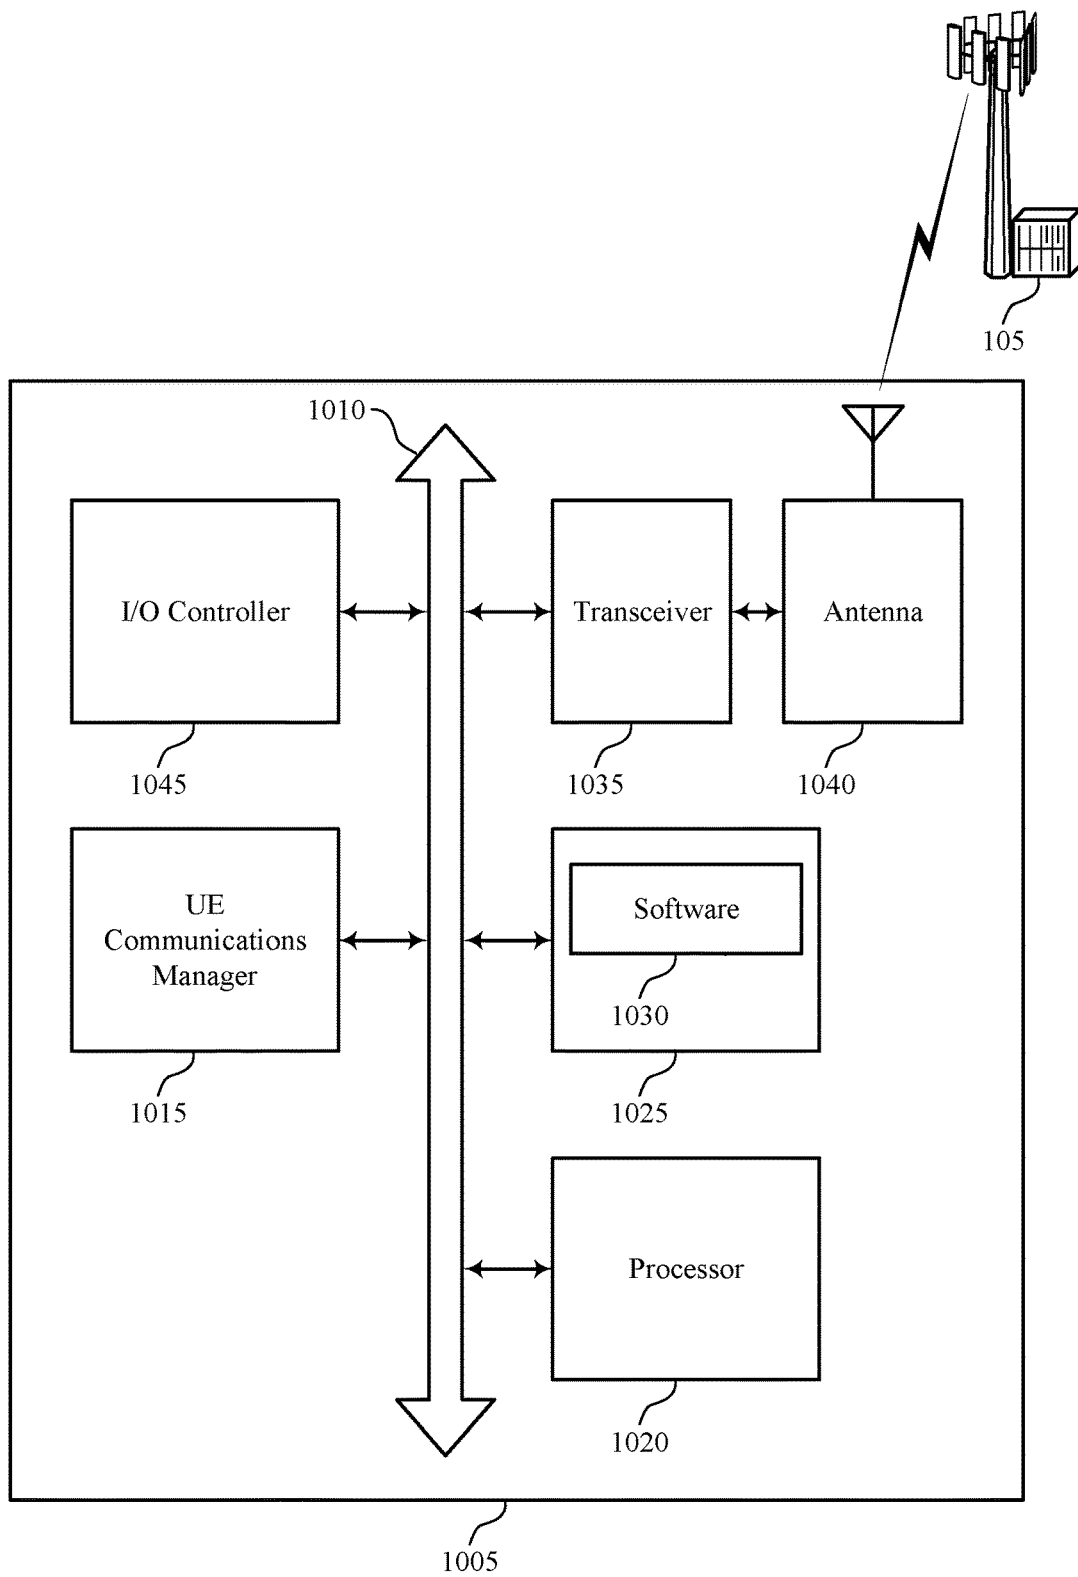 105
1010
I/O Controller
Transceiver
Antenna
1045
1035
1040
UE
Communications
Manager
Software
1030
1015
1025
Processor
1020
1005